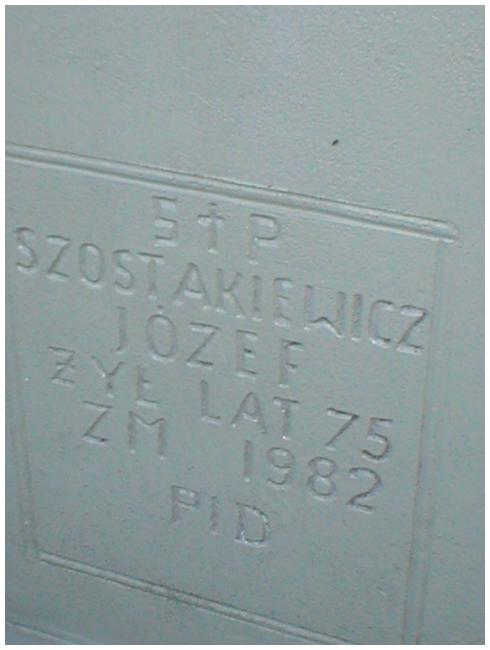 Ś † P
SZOSTAKIEWICZ
JÓZEF
ŻYŁ LAT 75
ZM 1982
PID